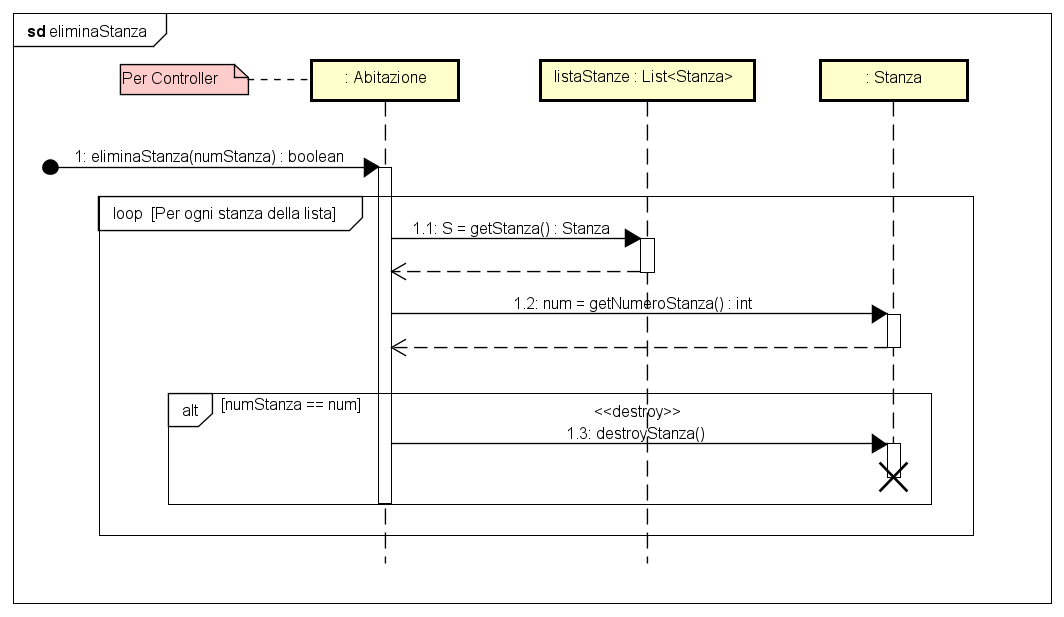 sd eliminaStanza
Per Controller
: Abitazione
listaStanze : List<Stanza>
: Stanza
1: eliminaStanza(numStanza) : boolean
loop [Per ogni stanza della lista]
1.1: S = getStanza() : Stanza
1.2: num = getNumeroStanza() : int
alt [numStanza == num]
<<destroy>>
1.3: destroyStanza()